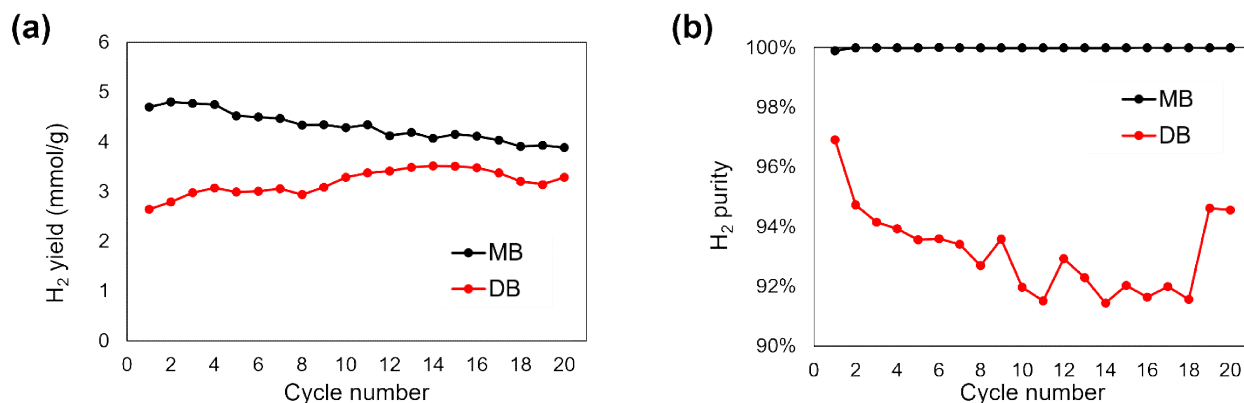 (a)
H₂ yield (mmol/g)
6
5
4
3
2
1
0
MB
DB
0 2 4 6 8 10 12 14 16 18 20
Cycle number
(b)
H₂ purity
100%
98%
96%
94%
92%
90%
MB
DB
0 2 4 6 8 10 12 14 16 18 20
Cycle number